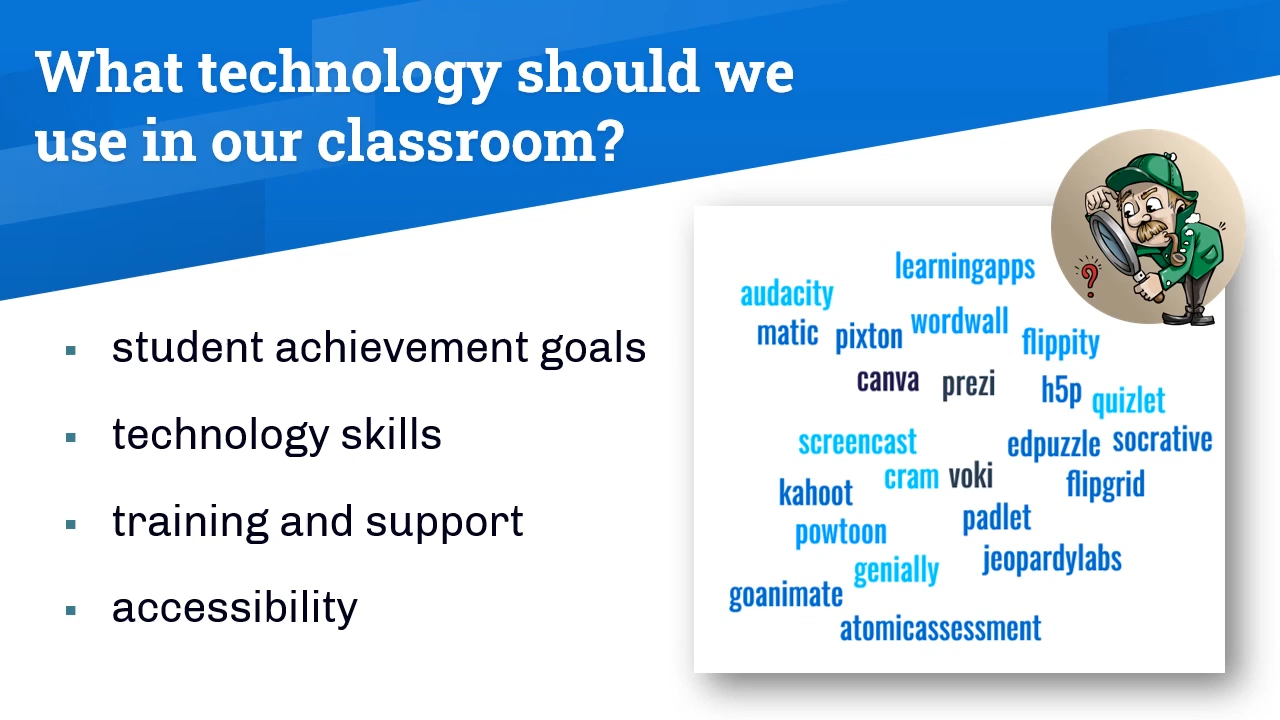 What technology should we
use in our classroom?
▪ student achievement goals
▪ technology skills
▪ training and support
▪ accessibility
learningapps
audacity
matic pixton wordwall flippity
canva prezi h5p quizlet
screencast edpuzzle socrative
cram voki flipgrid
kahoot padlet
powtoon
genially jeopardylabs
goanimate
atomicassessment
?